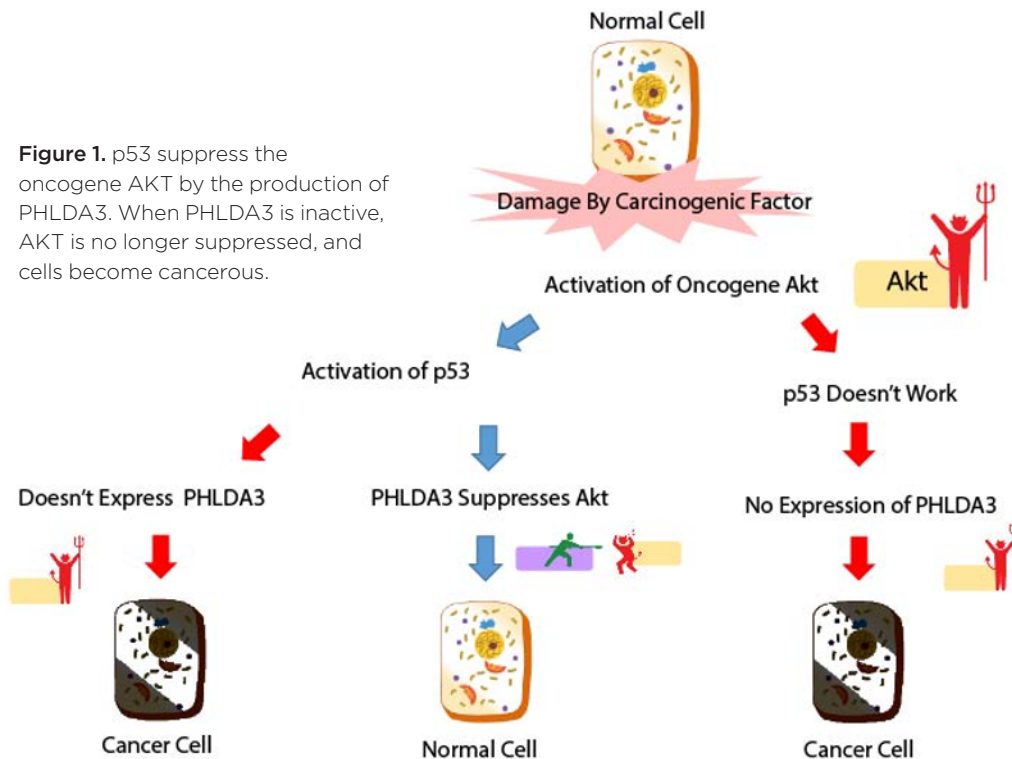 Normal Cell
Figure 1. p53 suppress the
oncogene AKT by the production of
PHLDA3. When PHLDA3 is inactive,
AKT is no longer suppressed, and
cells become cancerous.
Damage By Carcinogenic Factor
Activation of Oncogene Akt
Akt
Activation of p53
p53 Doesn't Work
Doesn't Express PHLDA3
PHLDA3 Suppresses Akt
No Expression of PHLDA3
Cancer Cell
Normal Cell
Cancer Cell